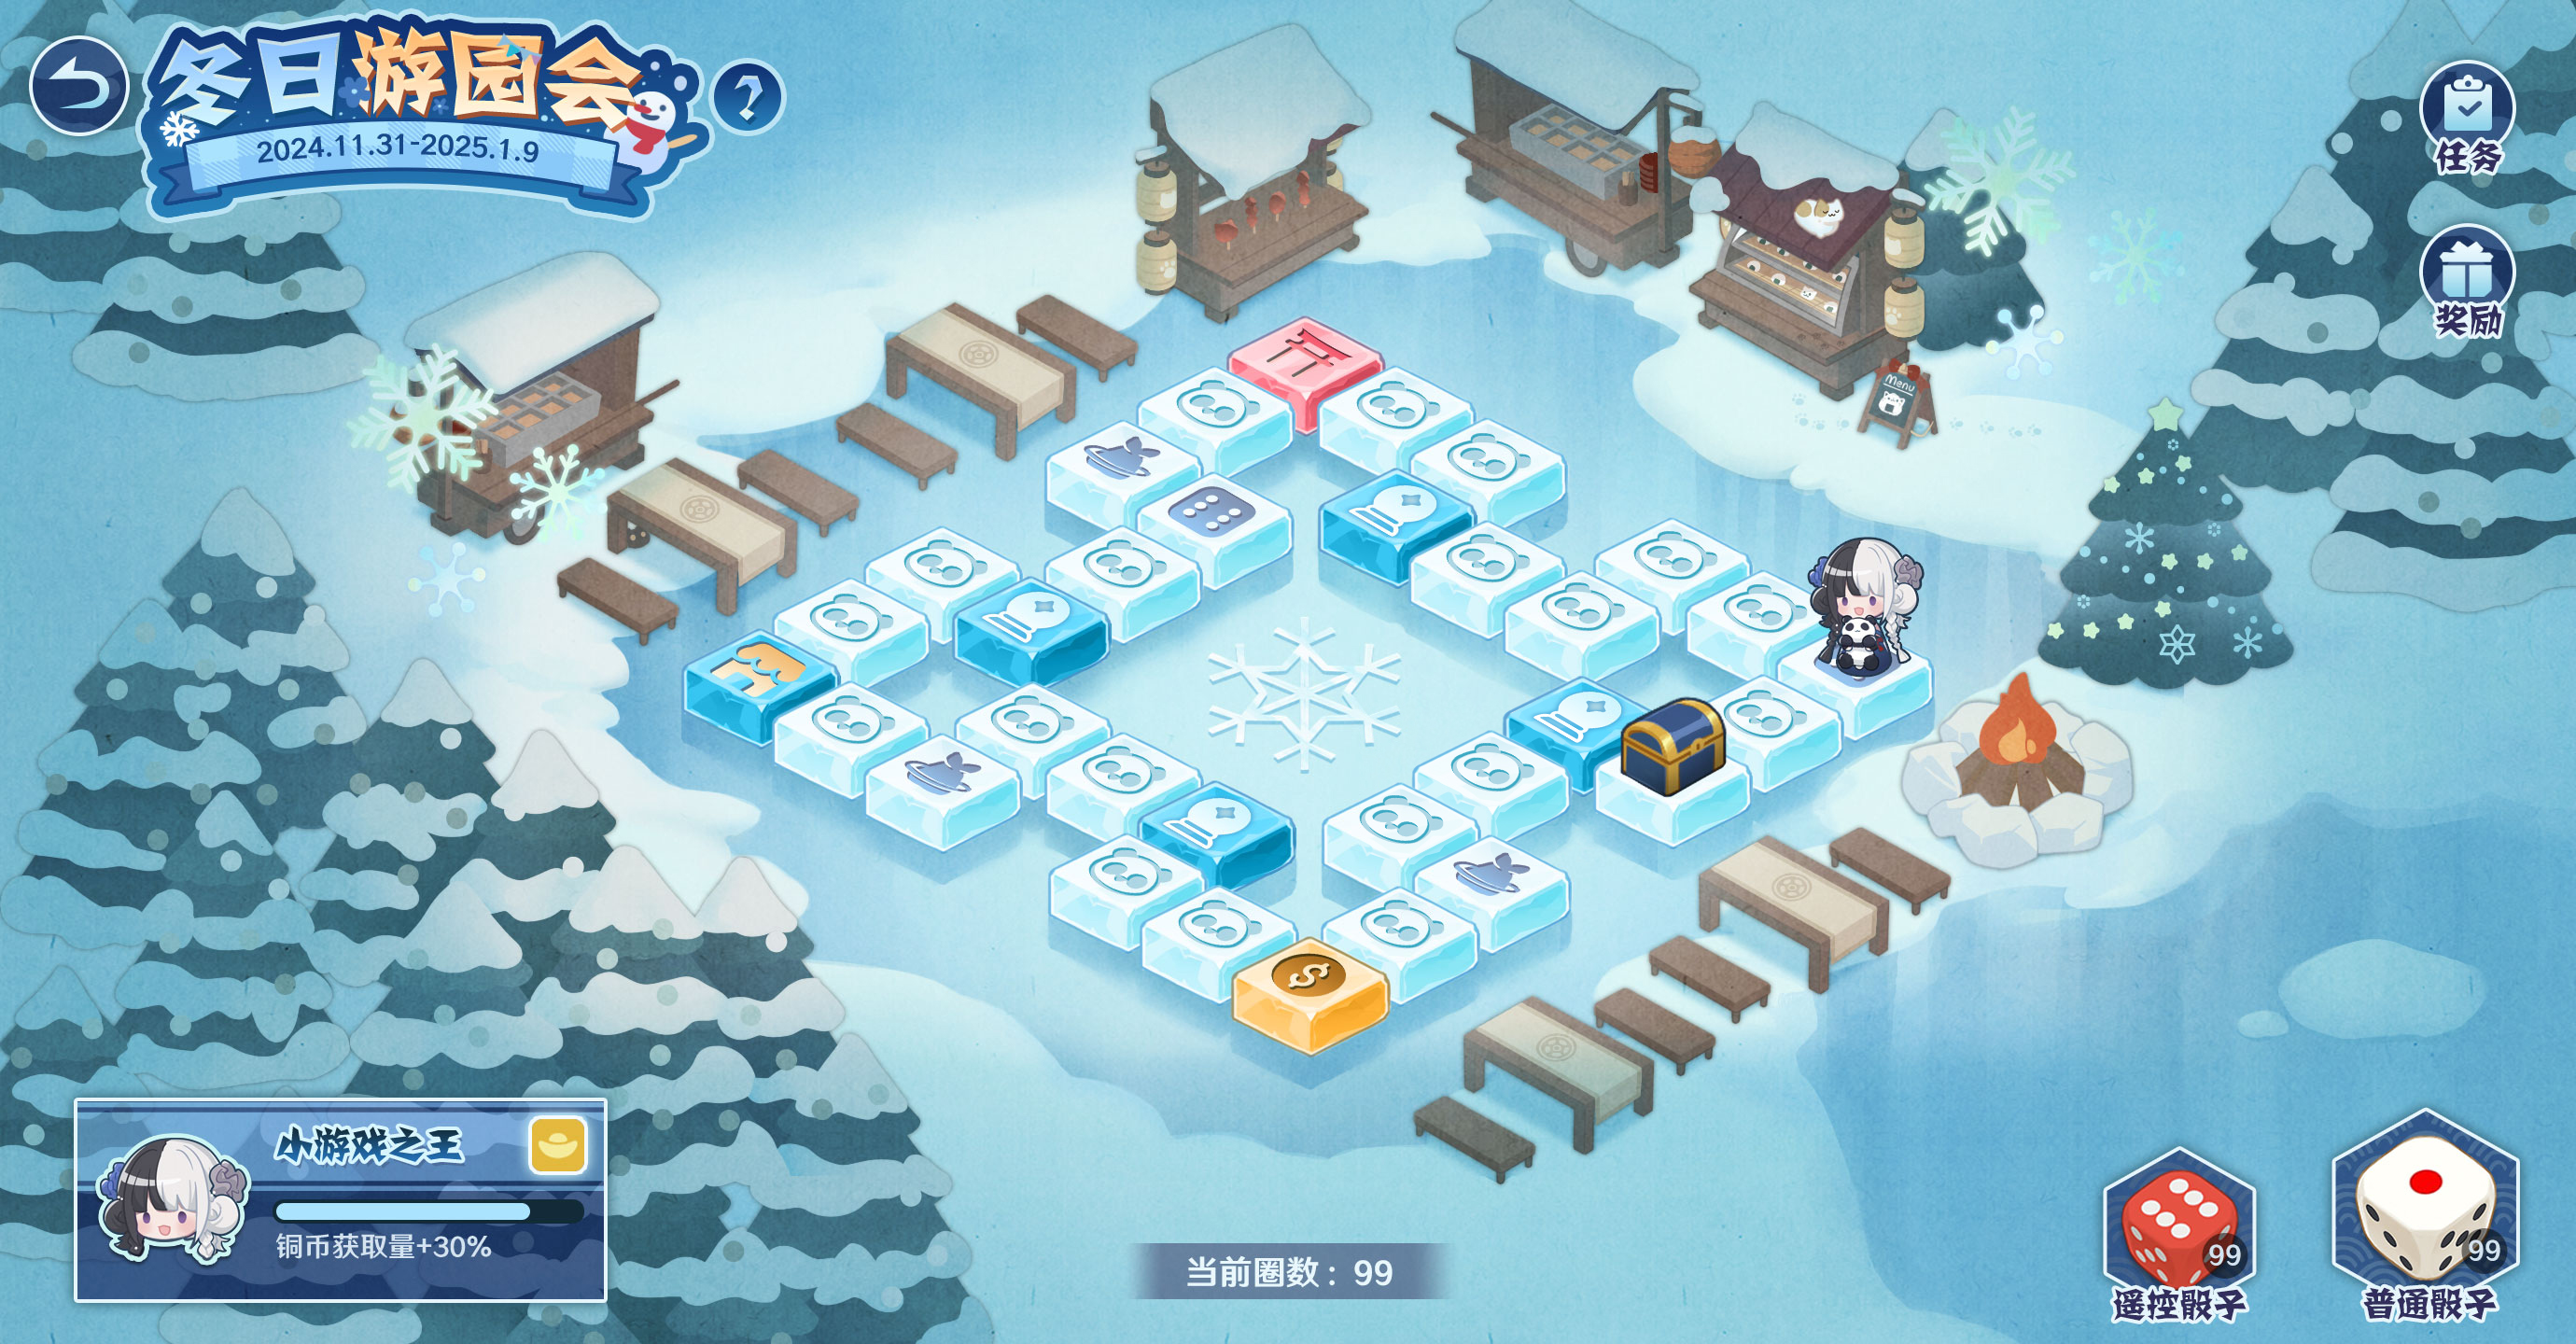 冬日游园会
2024.11.31-2025.1.9
?
任务
奖励
Menu
$
小游戏之王
铜币获取量+30%
当前圈数：99
99
遥控骰子
99
普通骰子